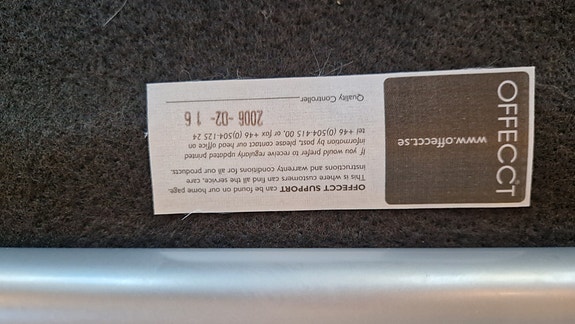 OFFECCT
www.offecct.se
OFFECCT SUPPORT can be found on our home page.
This is where customers can find all the service, care
instructions and warranty conditions for all our products.
If you would prefer to receive regularly updated printed
information by post, please contact our head office on
tel +46 (0)504-415 00, or fax +46 (0)504-125 24
2006-02-16
Quality Controller